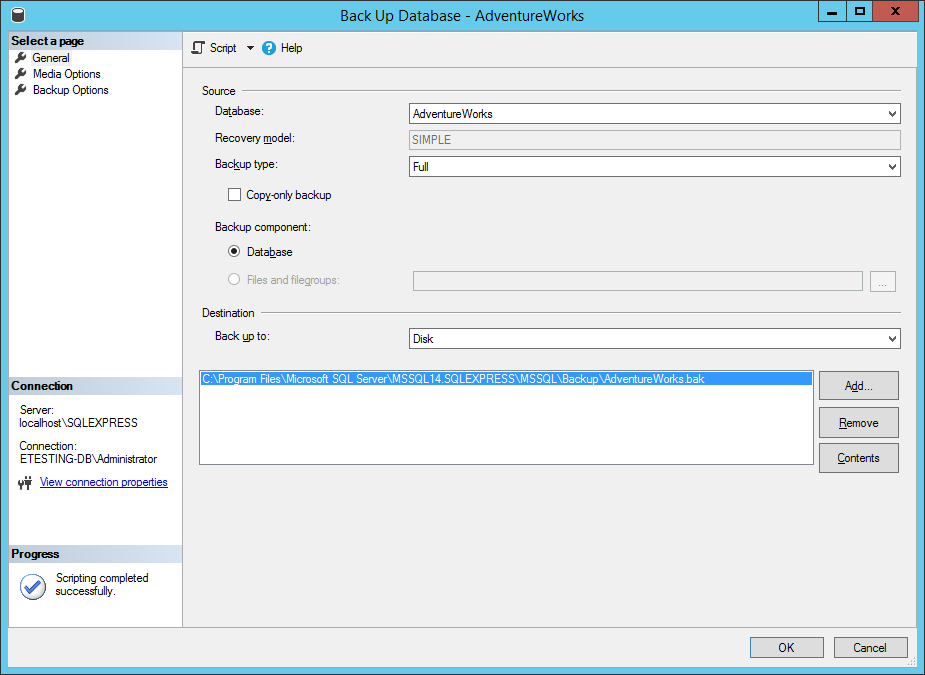 Back Up Database - AdventureWorks
Select a page
General
Media Options
Backup Options
Script
Help
Source
Database:
AdventureWorks
Recovery model:
SIMPLE
Backup type:
Full
Copy-only backup
Backup component:
Database
Files and filegroups:
...
Destination
Back up to:
Disk
C:\Program Files\Microsoft SQL Server\MSSQL14.SQLEXPRESS\MSSQL\Backup\AdventureWorks.bak
Add...
Remove
Contents
Connection
Server:
localhost\SQLEXPRESS
Connection:
ETESTING-DB\Administrator
View connection properties
Progress
Scripting completed
successfully.
OK
Cancel